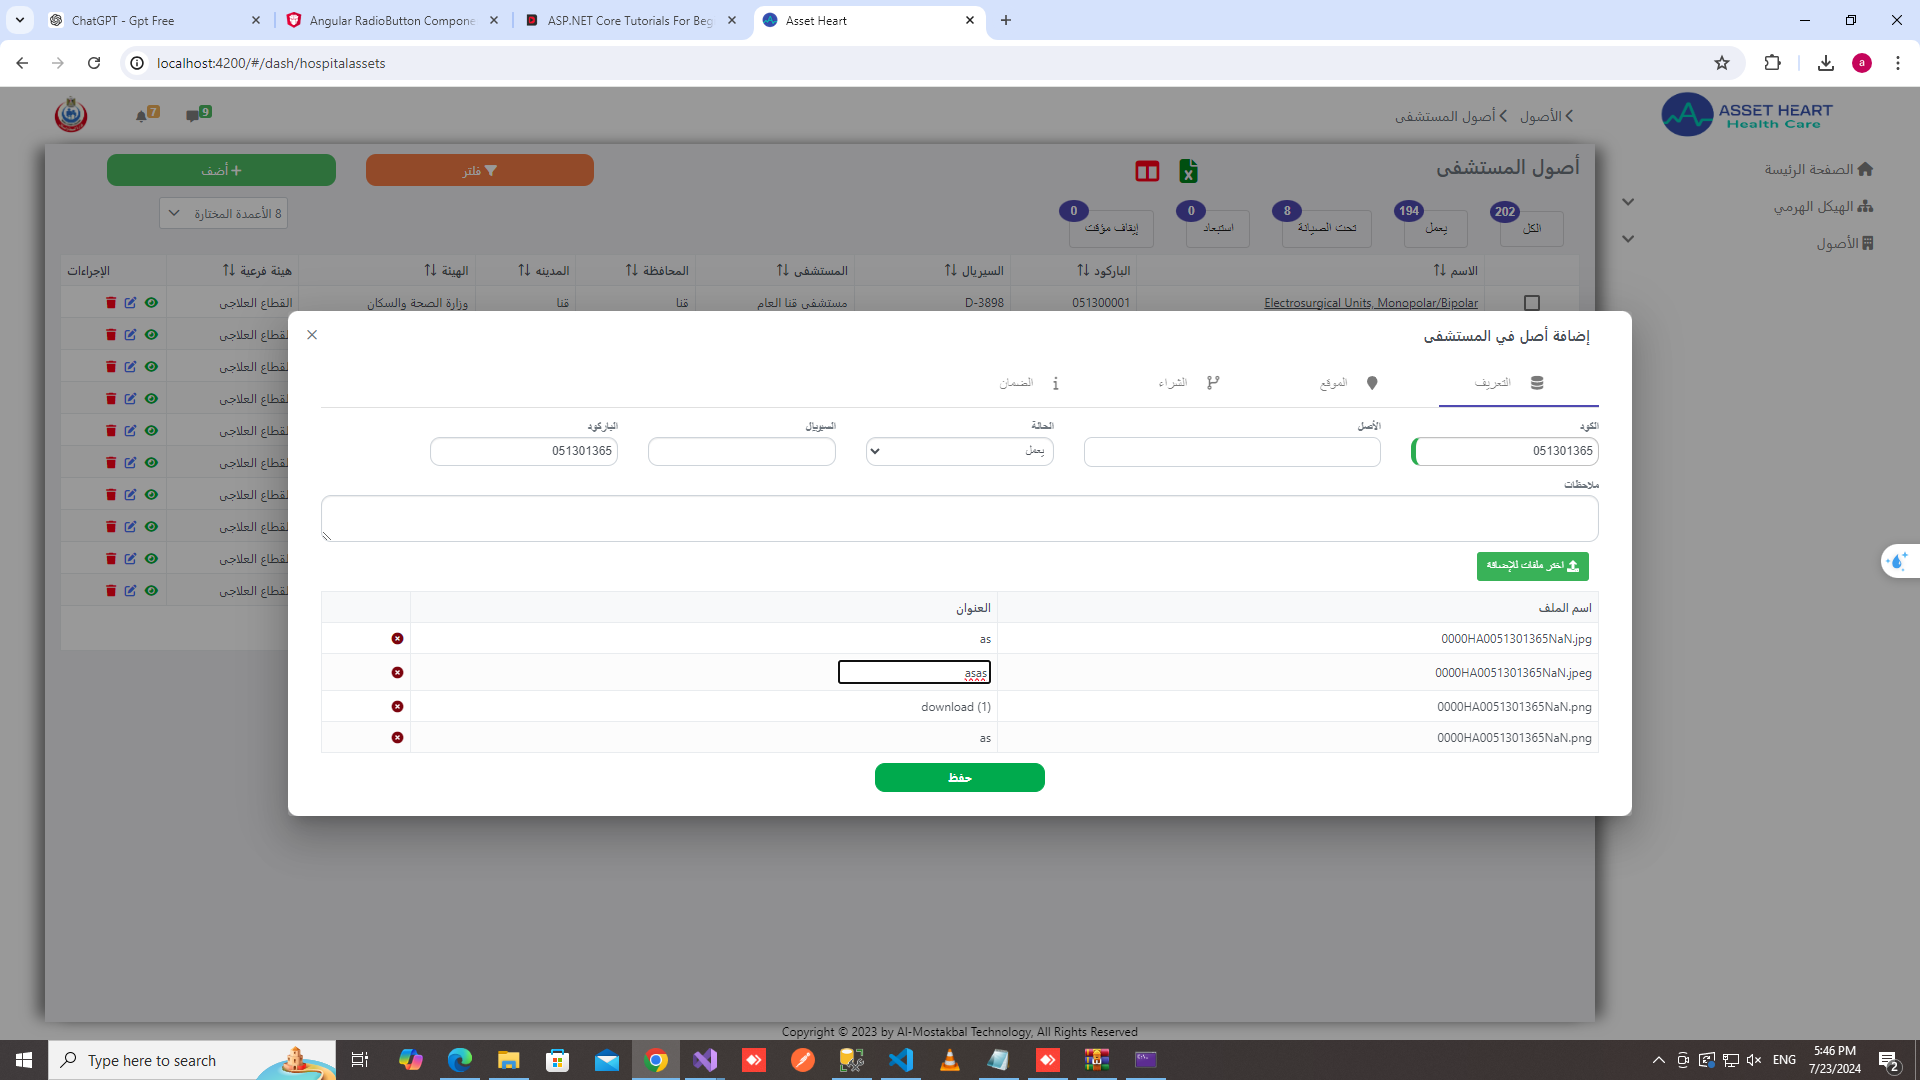 ChatGPT - Gpt Free
Angular RadioButton Compone
ASP.NET Core Tutorials For Beg
Asset Heart
localhost:4200/#/dash/hospitalassets
a
7
9
الأصول
أصول المستشفى
ASSET HEART
Health Care
الصفحة الرئيسة
الهيكل الهرمي
الأصول
أصول المستشفى
فلتر
أضف
8 الأعمدة المختارة
202
الكل
194
يعمل
8
تحت الصيانة
0
استبعاد
0
إيقاف مؤقت
الاسم
الباركود
السيريال
المستشفى
المحافظة
المدينه
الهيئة
هيئة فرعية
الإجراءات
Electrosurgical Units, Monopolar/Bipolar
051300001
D-3898
مستشفى قنا العام
قنا
قنا
وزارة الصحة والسكان
القطاع العلاجي
القطاع العلاجي
القطاع العلاجي
القطاع العلاجي
القطاع العلاجي
القطاع العلاجي
القطاع العلاجي
القطاع العلاجي
القطاع العلاجي
القطاع العلاجي
إضافة أصل في المستشفى
التعريف
الموقع
الشراء
الضمان
الكود
الأصل
الحالة
السيريال
الباركود
051301365
يعمل
051301365
ملاحظات
اختر ملفات للإضافة
اسم الملف
العنوان
0000HA0051301365NaN.jpg
as
0000HA0051301365NaN.jpeg
asas
0000HA0051301365NaN.png
download (1)
0000HA0051301365NaN.png
as
حفظ
Copyright © 2023 by Al-Mostakbal Technology, All Rights Reserved
Type here to search
ENG
5:46 PM
7/23/2024
2